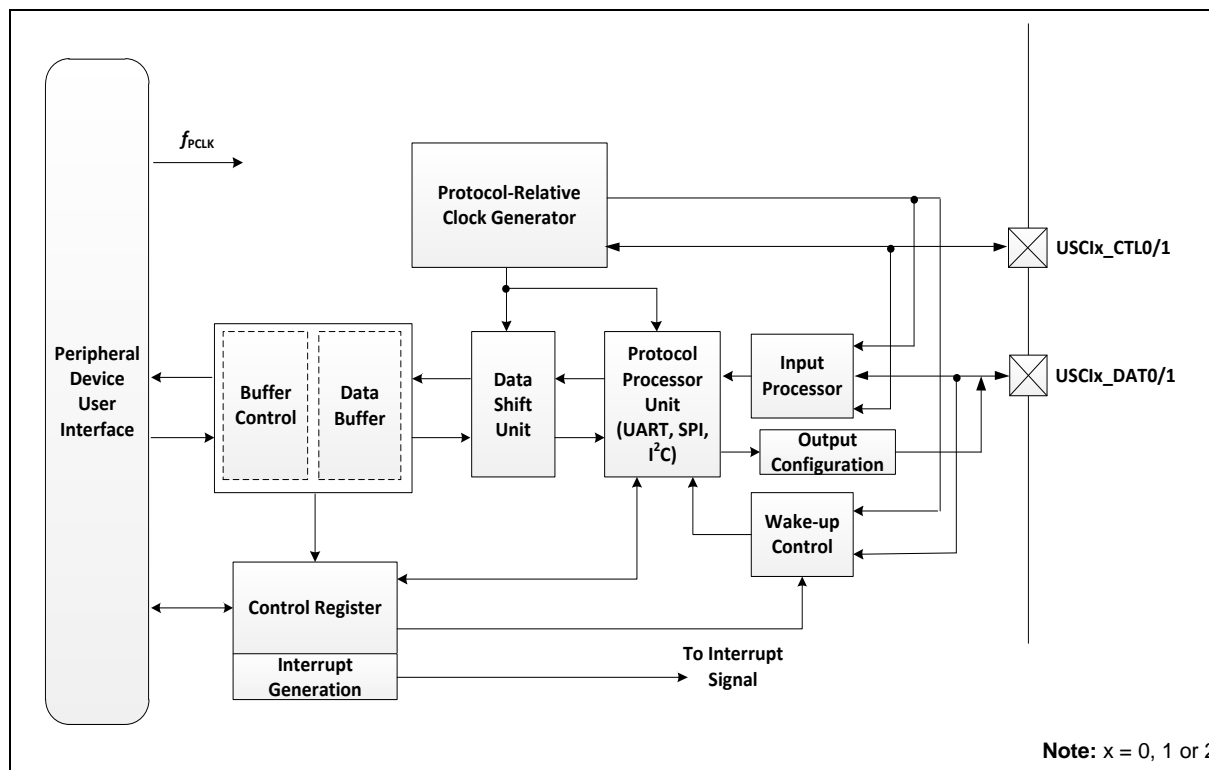 f PCLK
Protocol-Relative
Clock Generator
USCIx_CTL0/1
Peripheral
Device
User
Interface
Buffer
Control
Data
Buffer
Data
Shift
Unit
Protocol
Processor
Unit
(UART, SPI,
I²C)
Input
Processor
USCIx_DAT0/1
Output
Configuration
Wake-up
Control
Control Register
Interrupt
Generation
To Interrupt
Signal
Note: x = 0, 1 or 2